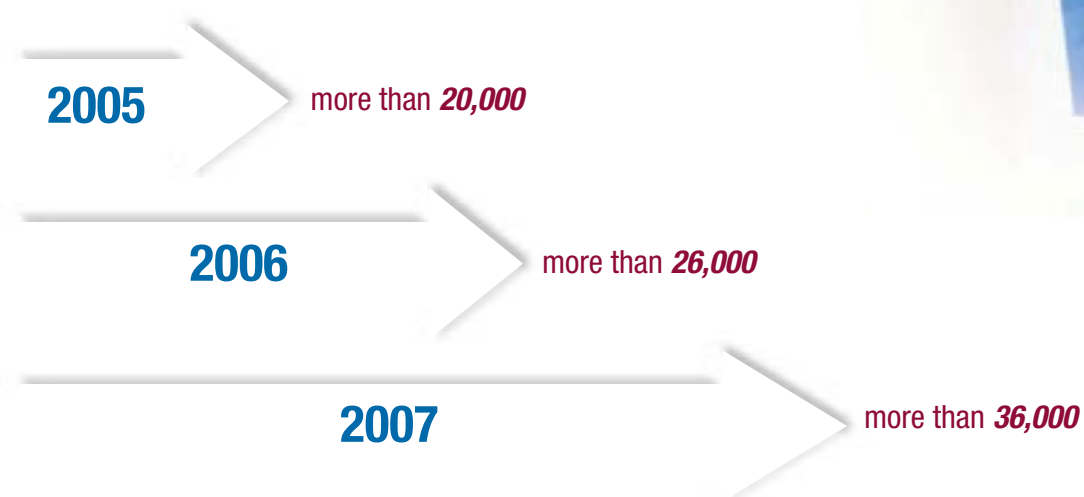 2005
more than 20,000
2006
more than 26,000
2007
more than 36,000